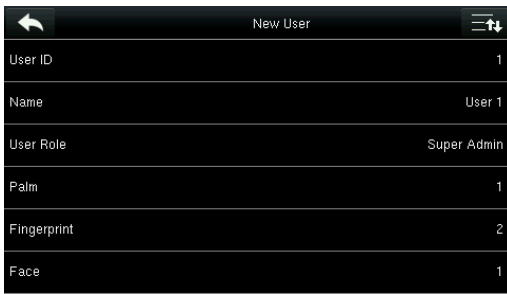 New User
User ID 1
Name User 1
User Role Super Admin
Palm 1
Fingerprint 2
Face 1